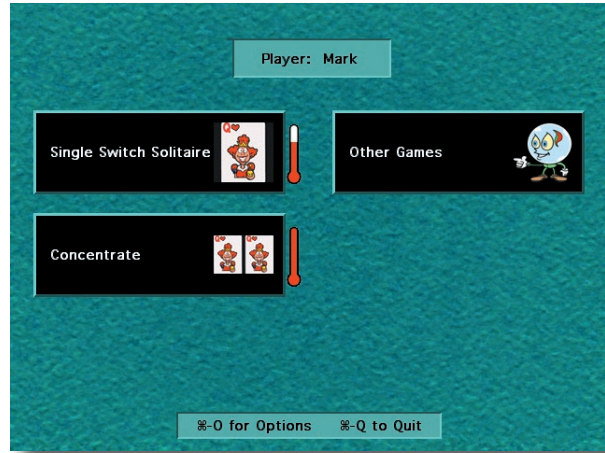 Player: Mark
Single Switch Solitaire
Q
Other Games
Concentrate
Q Q
⌘-O for Options ⌘-Q to Quit